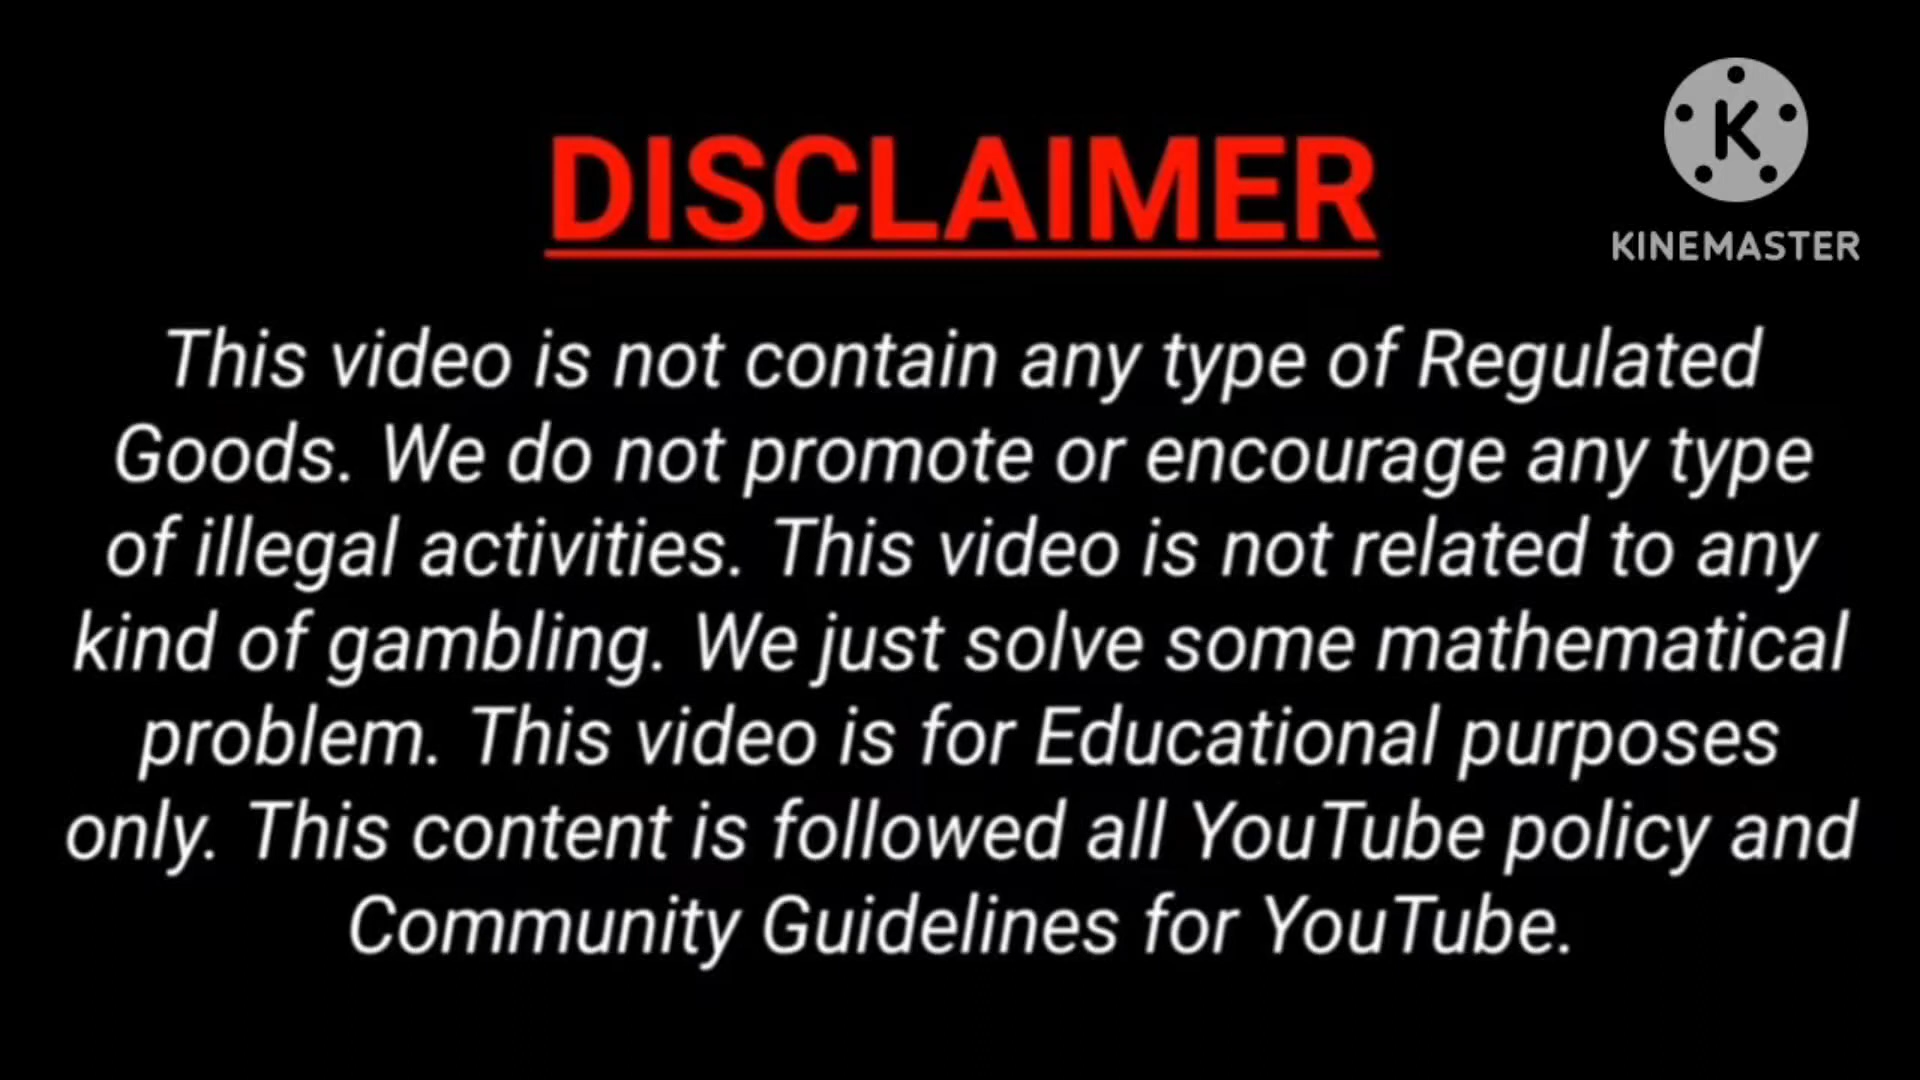 DISCLAIMER
K
KINEMASTER
This video is not contain any type of Regulated
Goods. We do not promote or encourage any type
of illegal activities. This video is not related to any
kind of gambling. We just solve some mathematical
problem. This video is for Educational purposes
only. This content is followed all YouTube policy and
Community Guidelines for YouTube.